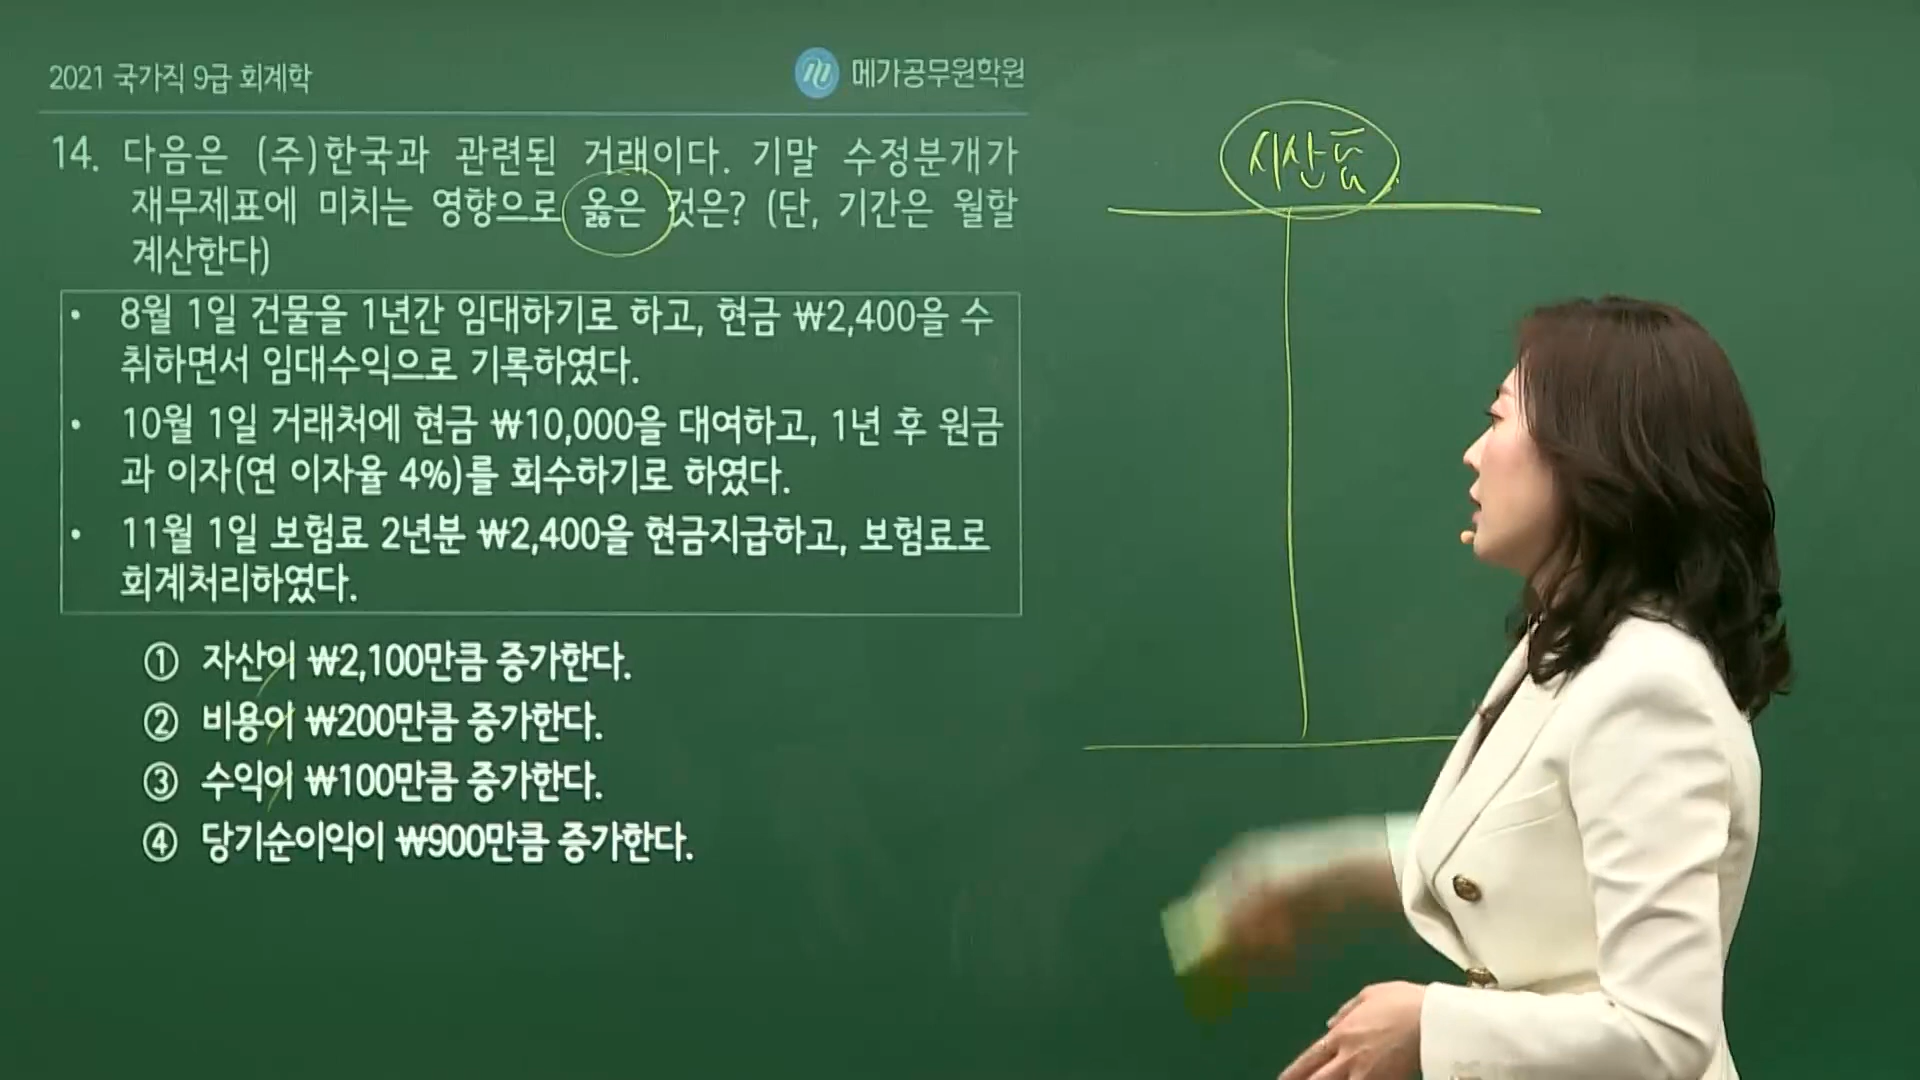 2021 국가직 9급 회계학
메가공무원학원
14. 다음은 (주)한국과 관련된 거래이다. 기말 수정분개가
재무제표에 미치는 영향으로 옳은 것은? (단, 기간은 월할
계산한다)
• 8월 1일 건물을 1년간 임대하기로 하고, 현금 ₩2,400을 수
취하면서 임대수익으로 기록하였다.
• 10월 1일 거래처에 현금 ₩10,000을 대여하고, 1년 후 원금
과 이자(연 이자율 4%)를 회수하기로 하였다.
• 11월 1일 보험료 2년분 ₩2,400을 현금지급하고, 보험료로
회계처리하였다.
① 자산이 ₩2,100만큼 증가한다.
② 비용이 ₩200만큼 증가한다.
③ 수익이 ₩100만큼 증가한다.
④ 당기순이익이 ₩900만큼 증가한다.
시산표